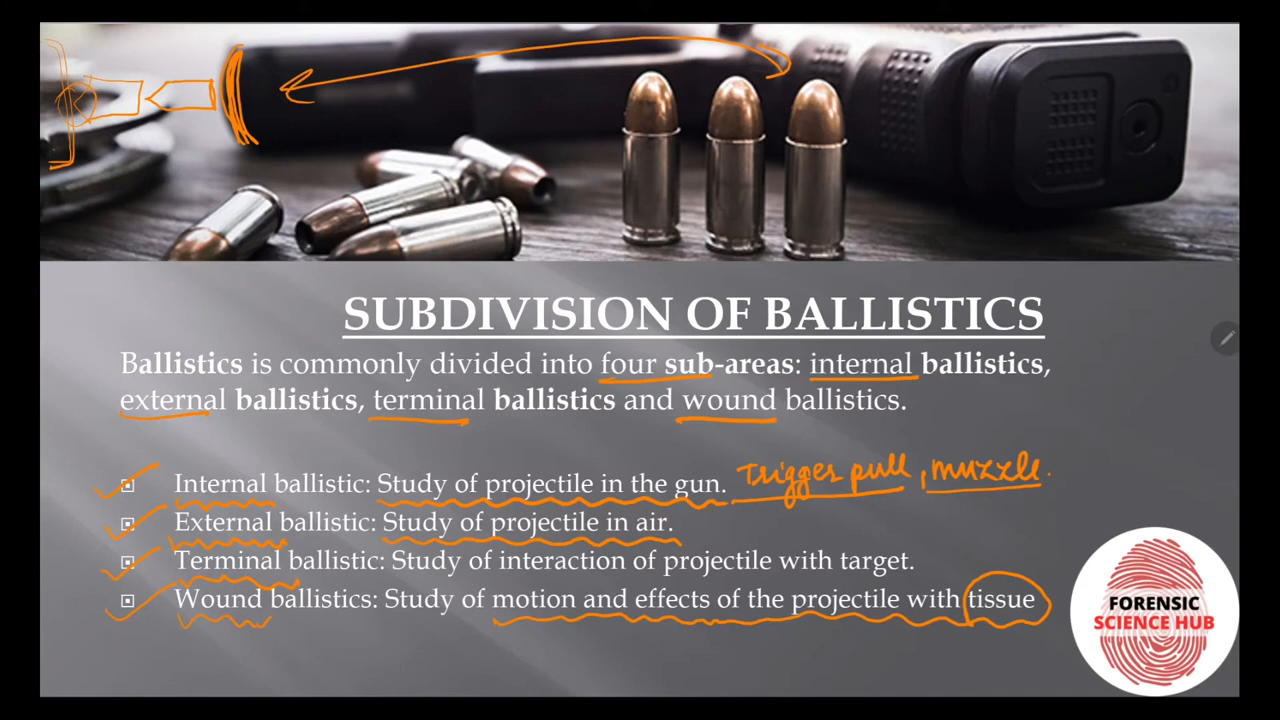 SUBDIVISION OF BALLISTICS
Ballistics is commonly divided into four sub-areas: internal ballistics,
external ballistics, terminal ballistics and wound ballistics.
Internal ballistic: Study of projectile in the gun. Trigger pull, muzzle.
External ballistic: Study of projectile in air.
Terminal ballistic: Study of interaction of projectile with target.
Wound ballistics: Study of motion and effects of the projectile with tissue
FORENSIC
SCIENCE HUB